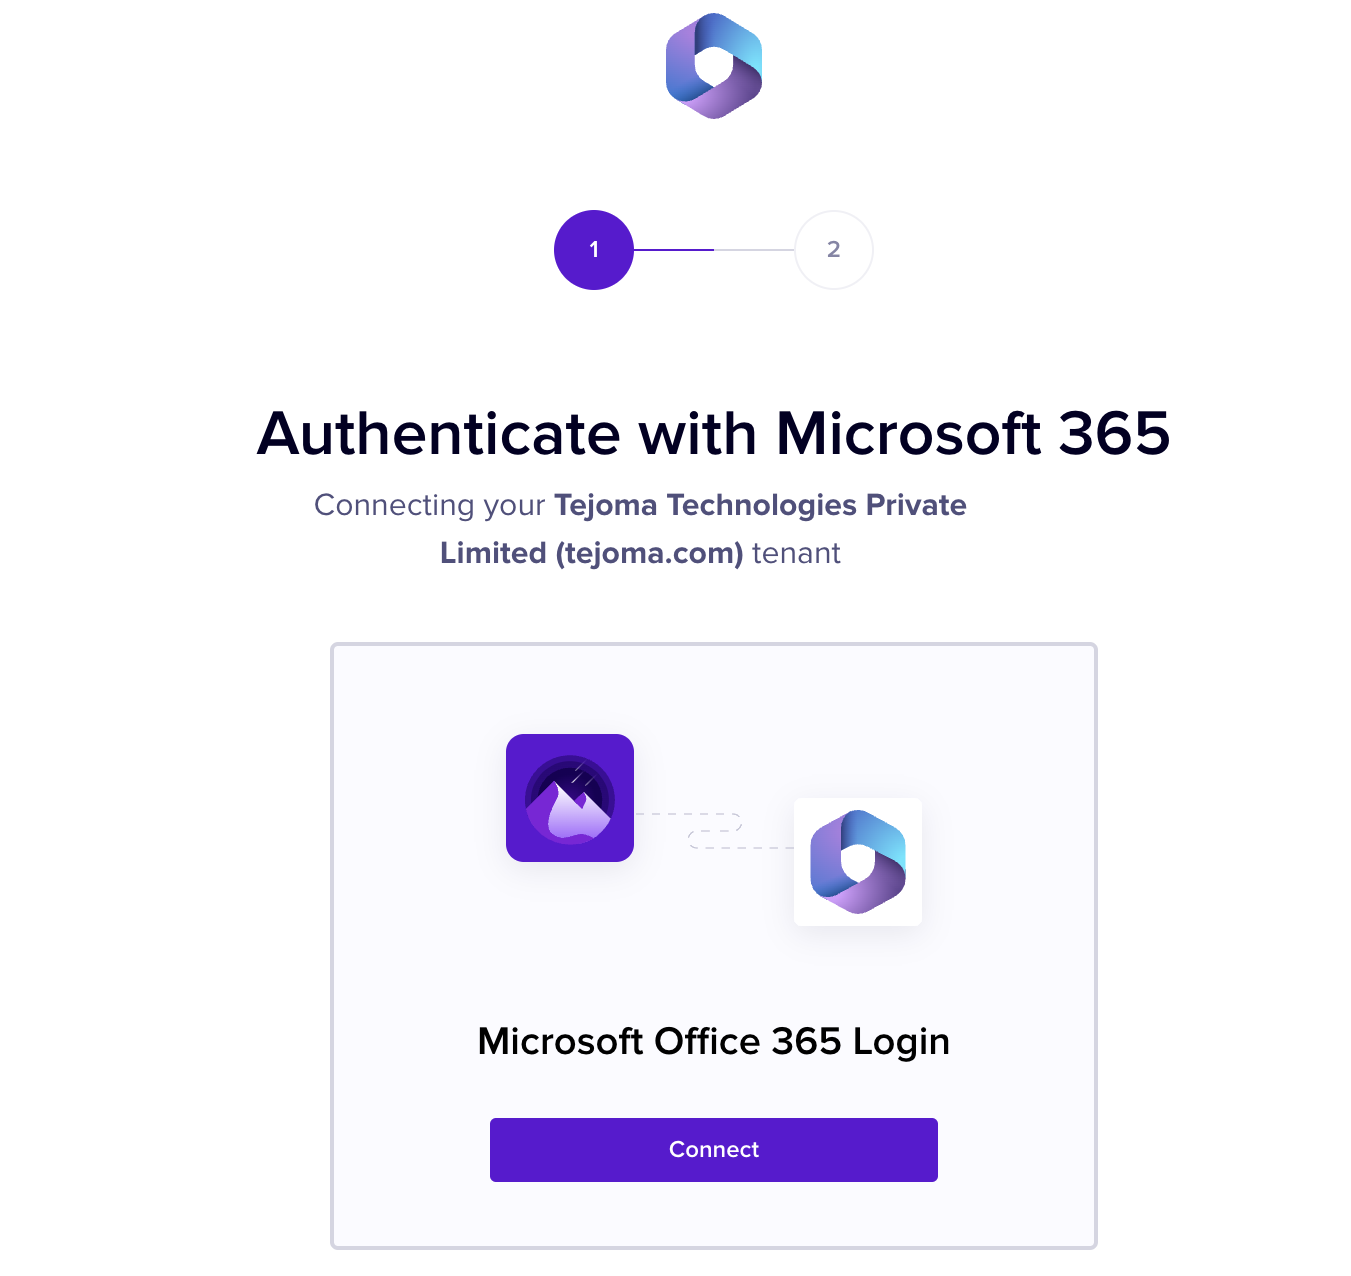 1
2
Authenticate with Microsoft 365
Connecting your Tejoma Technologies Private
Limited (tejoma.com) tenant
Microsoft Office 365 Login
Connect